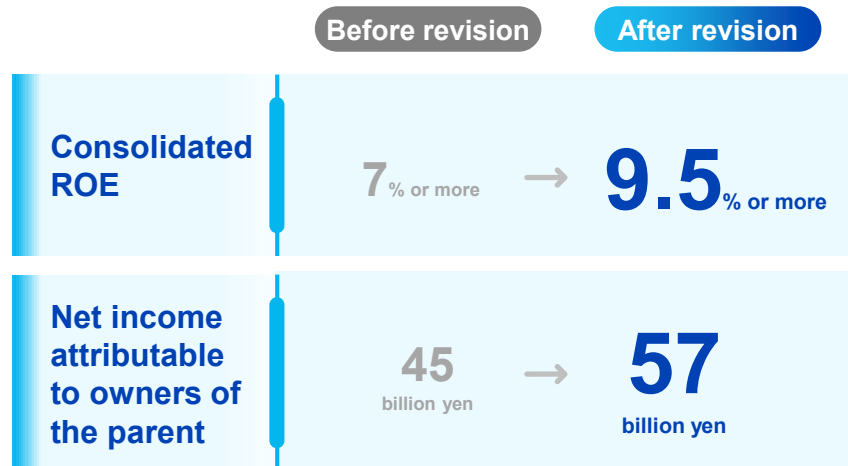 Before revision
After revision
Consolidated
ROE
7% or more
→
9.5% or more
Net income
attributable
to owners of
the parent
45
billion yen
→
57
billion yen